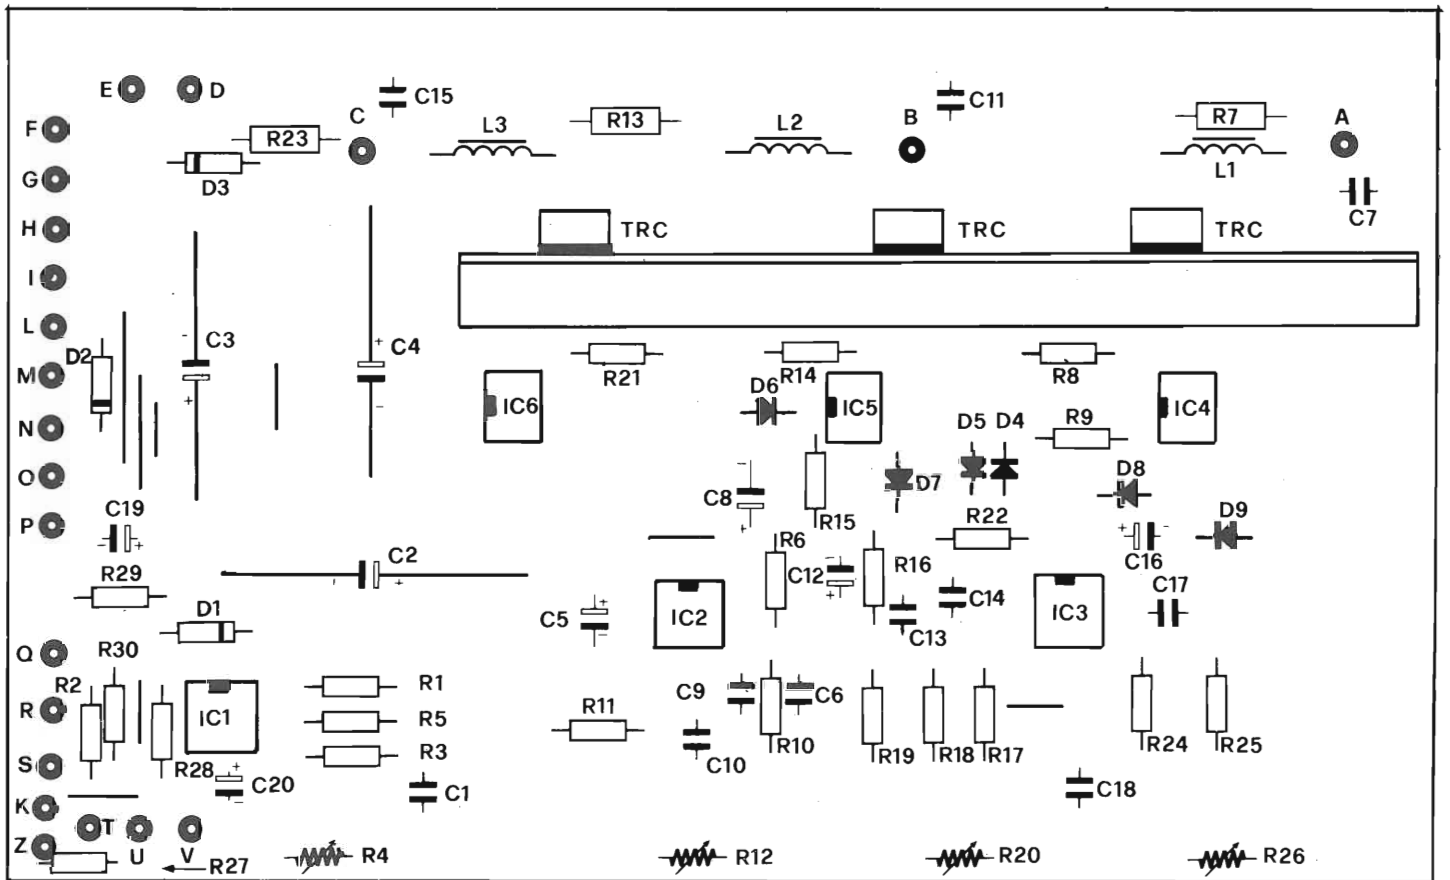 E D C15 C11
F R23 C L3 R13 L2 B R7 A
G D3 L1 C7
H TRC TRC TRC
I
L
D2 C3 + C4
- R21 R14 R8
M D6
+ - IC6 IC5 IC4
N D5 D4 R9
O - C8 D7 D8
C19 + R15 R22 + - D9
P - + R6 C16
C2 C12 R16 C17
- + + C14
R29 IC2 IC3
D1 C5 + - C13
Q R30
R2 R1 C9 C6
R IC1 R5 R11
R3 R10 R19 R18 R17 R24 R25
S R28 + C10
C20 - C1 C18
K
T
Z U V R27 R4 R12 R20 R26